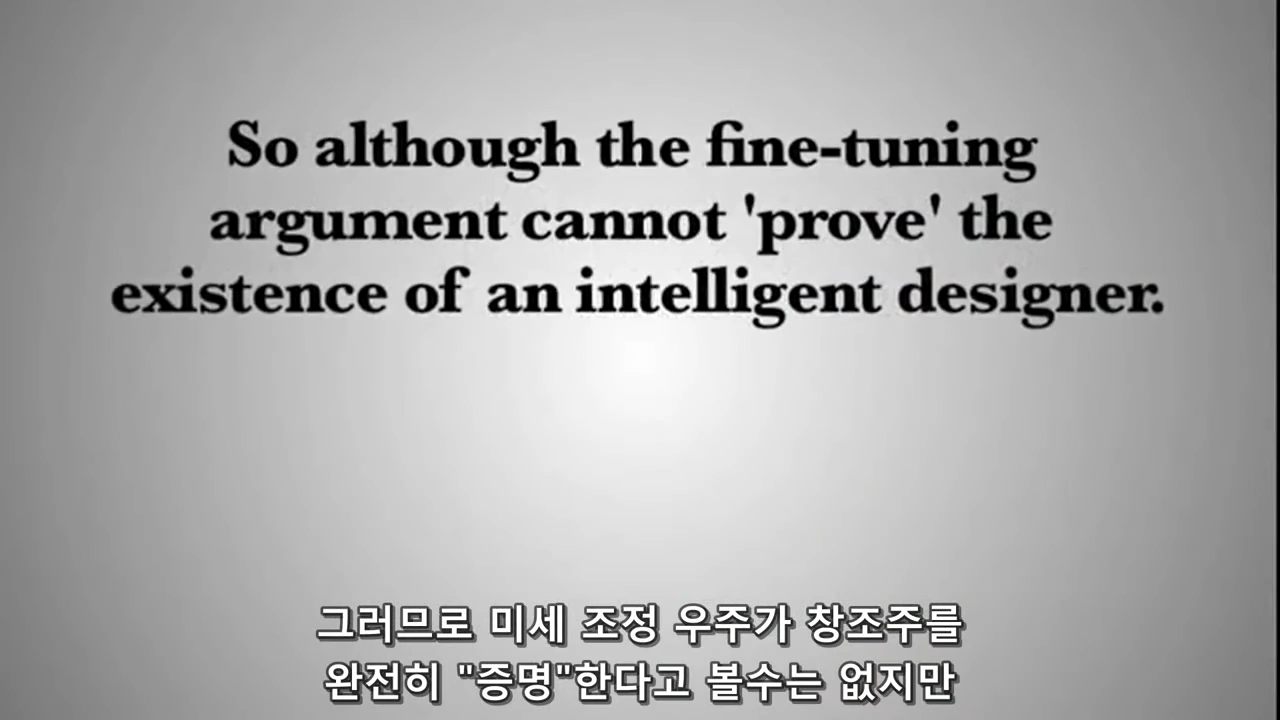 So although the fine-tuning
argument cannot 'prove' the
existence of an intelligent designer.
그러므로 미세 조정 우주가 창조주를
완전히 "증명"한다고 볼수는 없지만